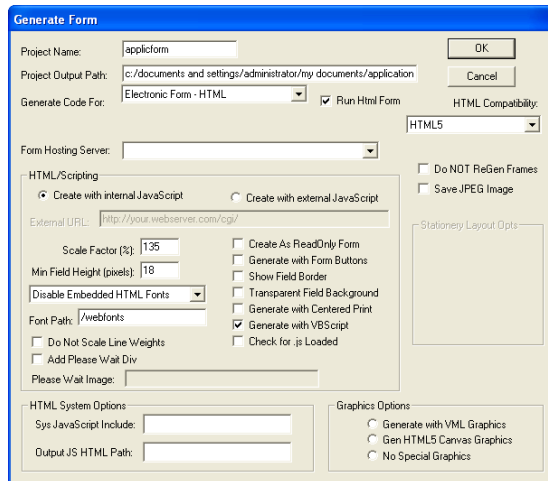 Generate Form
Project Name: applicform
OK
Project Output Path: c:/documents and settings/administrator/my documents/application
Cancel
Generate Code For: Electronic Form - HTML
Run Html Form
HTML Compatibility:
HTML5
Form Hosting Server:
Do NOT ReGen Frames
Save JPEG Image
HTML/Scripting
Create with internal JavaScript
Create with external JavaScript
External URL: http://your.webserver.com/cgi/
Stationery Layout Opts
Scale Factor (%): 135
Min Field Height (pixels): 18
Disable Embedded HTML Fonts
Font Path: /webfonts
Do Not Scale Line Weights
Add Please Wait Div
Please Wait Image:
Create As ReadOnly Form
Generate with Form Buttons
Show Field Border
Transparent Field Background
Generate with Centered Print
Generate with VBScript
Check for .js Loaded
HTML System Options
Sys JavaScript Include:
Output JS HTML Path:
Graphics Options
Generate with VML Graphics
Gen HTML5 Canvas Graphics
No Special Graphics